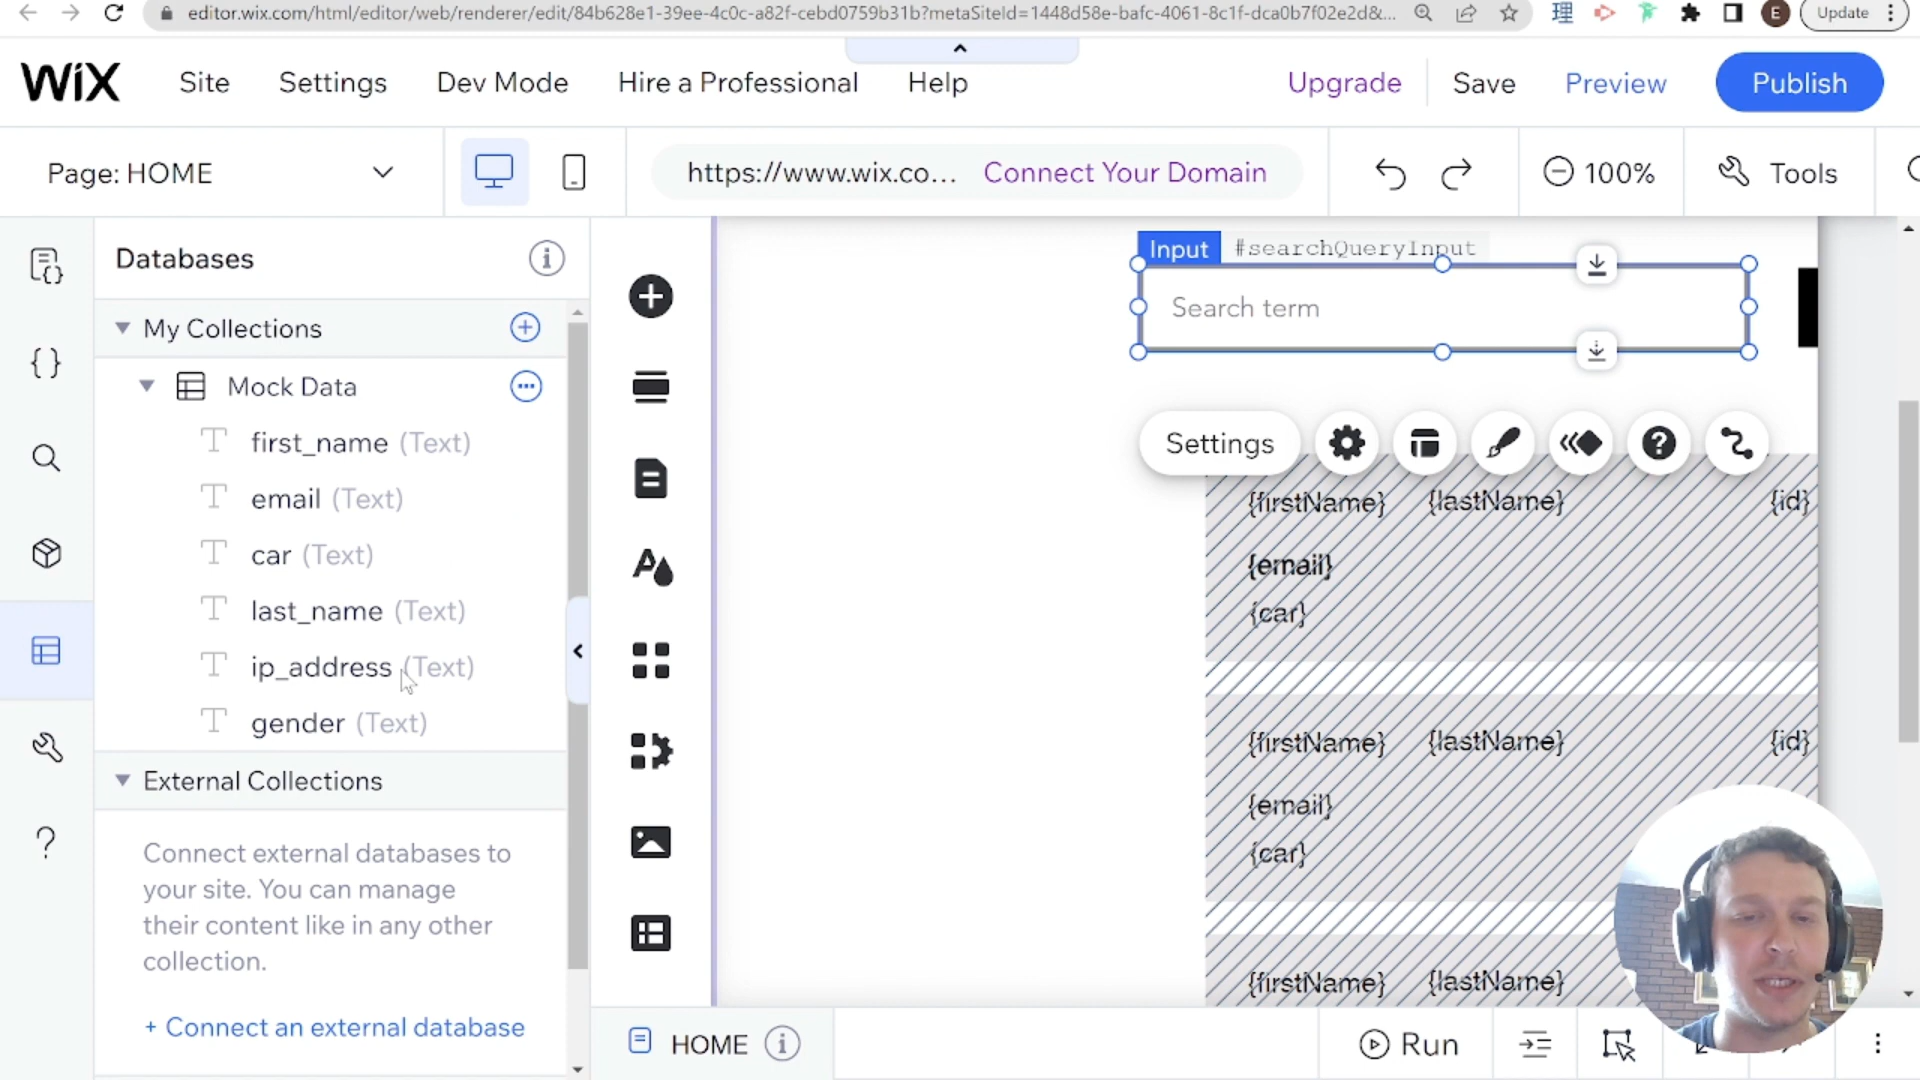 editor.wix.com/html/editor/web/renderer/edit/84b628e1-39ee-4c0c-a82f-cebd0759b31b?metaSiteId=1448d58e-bafc-4061-8c1f-dca0b7f02e2d&...
理
E
Update
WiX
Site
Settings
Dev Mode
Hire a Professional
Help
Upgrade
Save
Preview
Publish
Page: HOME
https://www.wix.co...
Connect Your Domain
100%
Tools
Databases
My Collections
Mock Data
first_name (Text)
email (Text)
car (Text)
last_name (Text)
ip_address (Text)
gender (Text)
External Collections
Connect external databases to
your site. You can manage
their content like in any other
collection.
+ Connect an external database
Input #searchQueryInput
Search term
Settings
{firstName} {lastName} {id}
{email}
{car}
{firstName} {lastName} {id}
{email}
{car}
{firstName} {lastName}
HOME
Run